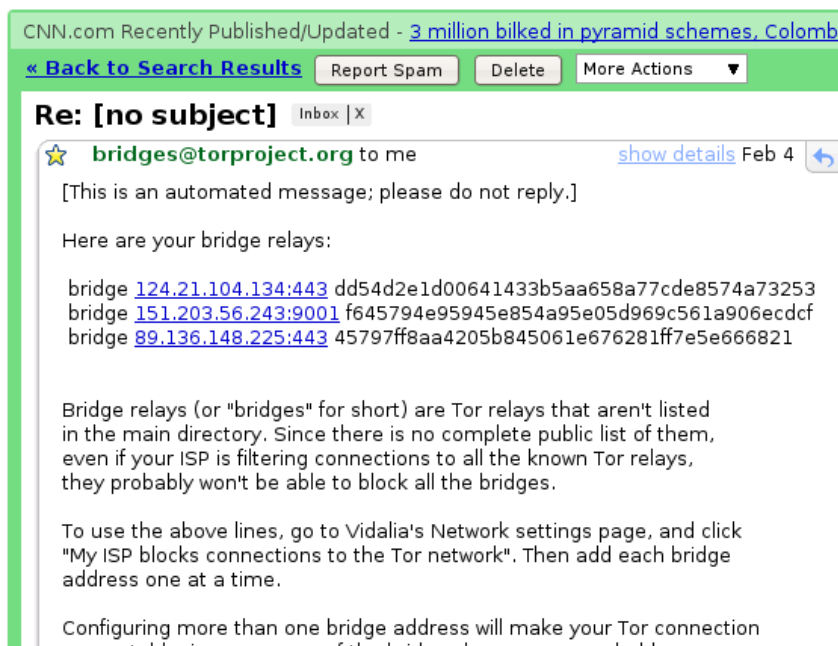 CNN.com Recently Published/Updated - 3 million bilked in pyramid schemes, Colomb
« Back to Search Results Report Spam Delete More Actions ▼
Re: [no subject] Inbox | X
bridges@torproject.org to me show details Feb 4
[This is an automated message; please do not reply.]
Here are your bridge relays:
bridge 124.21.104.134:443 dd54d2e1d00641433b5aa658a77cde8574a73253
bridge 151.203.56.243:9001 f645794e95945e854a95e05d969c561a906ecdcf
bridge 89.136.148.225:443 45797ff8aa4205b845061e676281ff7e5e666821
Bridge relays (or "bridges" for short) are Tor relays that aren't listed
in the main directory. Since there is no complete public list of them,
even if your ISP is filtering connections to all the known Tor relays,
they probably won't be able to block all the bridges.
To use the above lines, go to Vidalia's Network settings page, and click
"My ISP blocks connections to the Tor network". Then add each bridge
address one at a time.
Configuring more than one bridge address will make your Tor connection